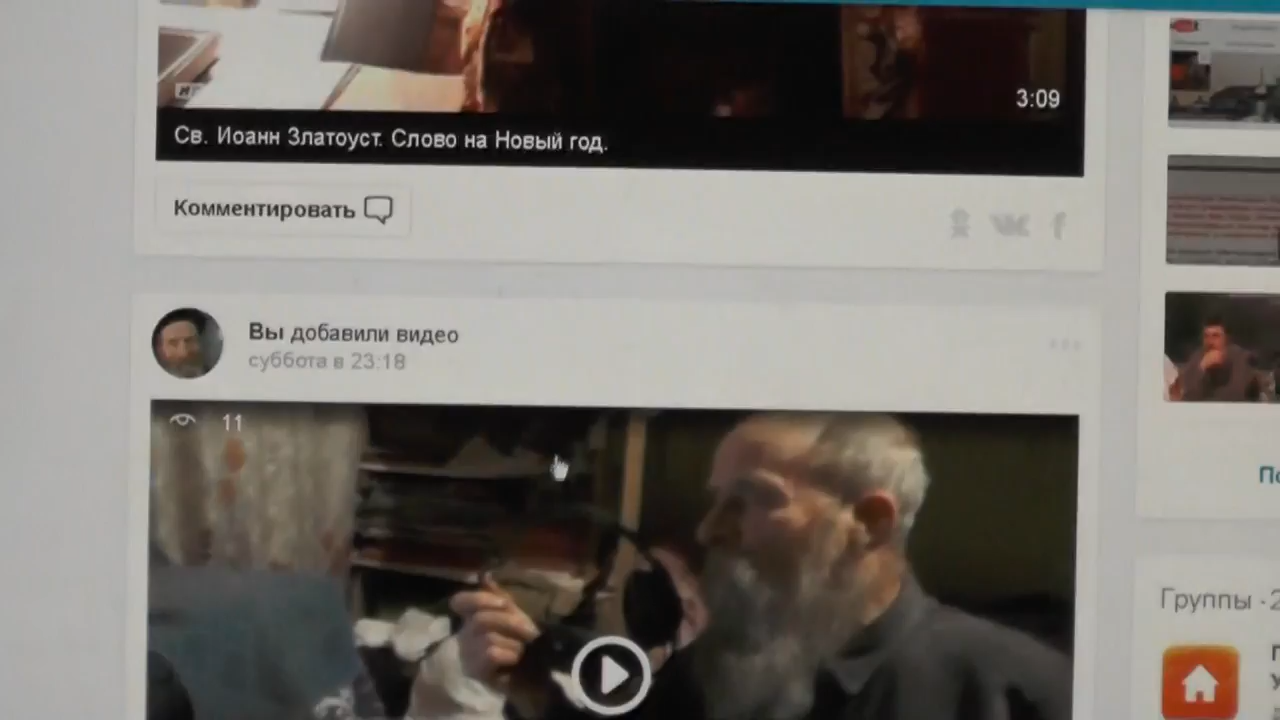 3:09
Св. Иоанн Златоуст. Слово на Новый год.
Комментировать
Вы добавили видео
суббота в 23:18
11
Группы